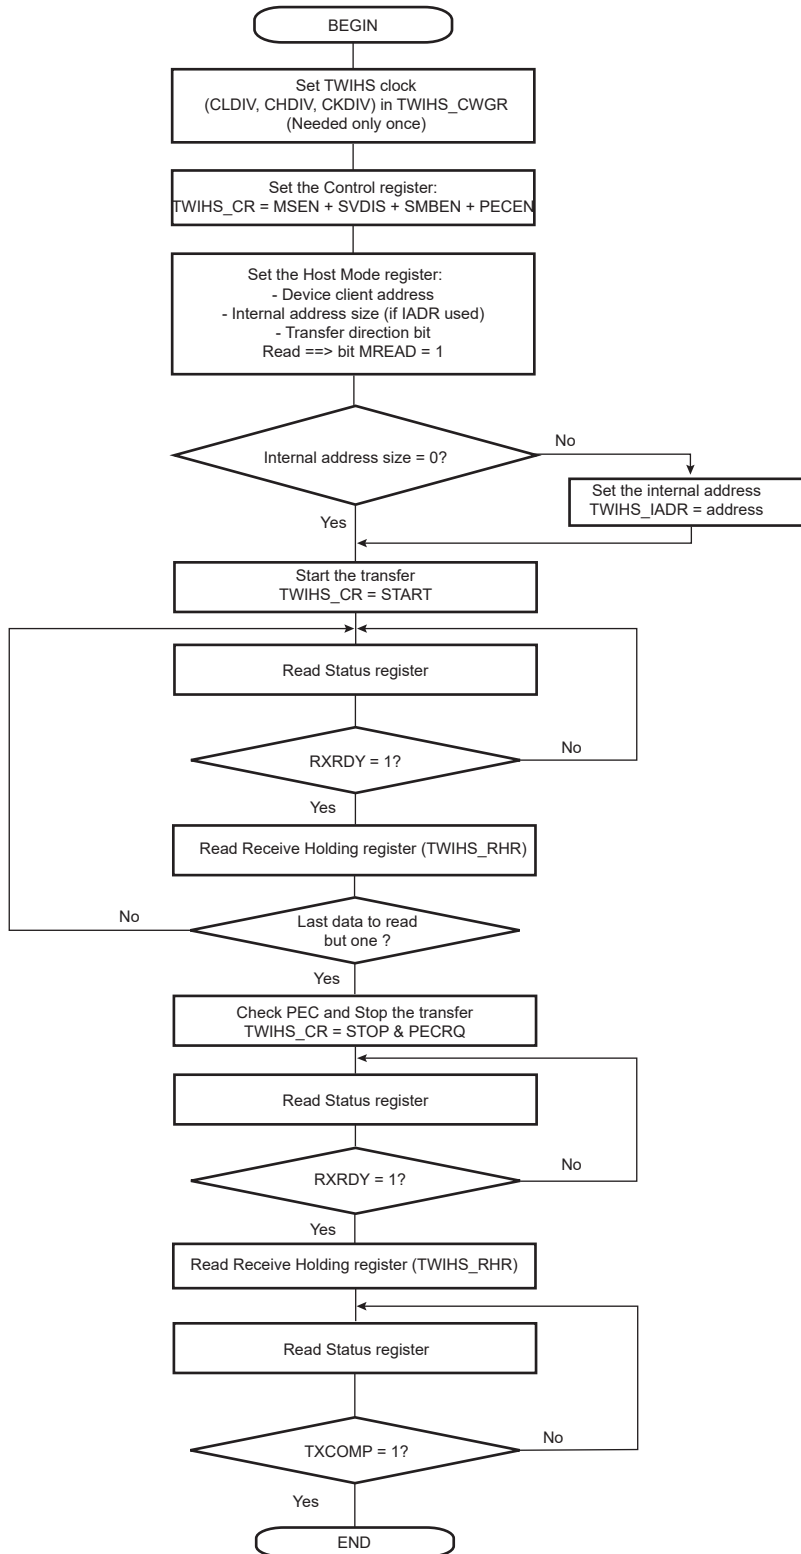 BEGIN
Set TWIHS clock
(CLDIV, CHDIV, CKDIV) in TWIHS_CWGR
(Needed only once)
Set the Control register:
TWIHS_CR = MSEN + SVDIS + SMBEN + PECEN
Set the Host Mode register:
- Device client address
- Internal address size (if IADR used)
- Transfer direction bit
Read ==> bit MREAD = 1
Internal address size = 0?
No
Set the internal address
TWIHS_IADR = address
Yes
Start the transfer
TWIHS_CR = START
Read Status register
RXRDY = 1?
No
Yes
Read Receive Holding register (TWIHS_RHR)
Last data to read
but one ?
No
Yes
Check PEC and Stop the transfer
TWIHS_CR = STOP & PECRQ
Read Status register
RXRDY = 1?
No
Yes
Read Receive Holding register (TWIHS_RHR)
Read Status register
TXCOMP = 1?
No
Yes
END